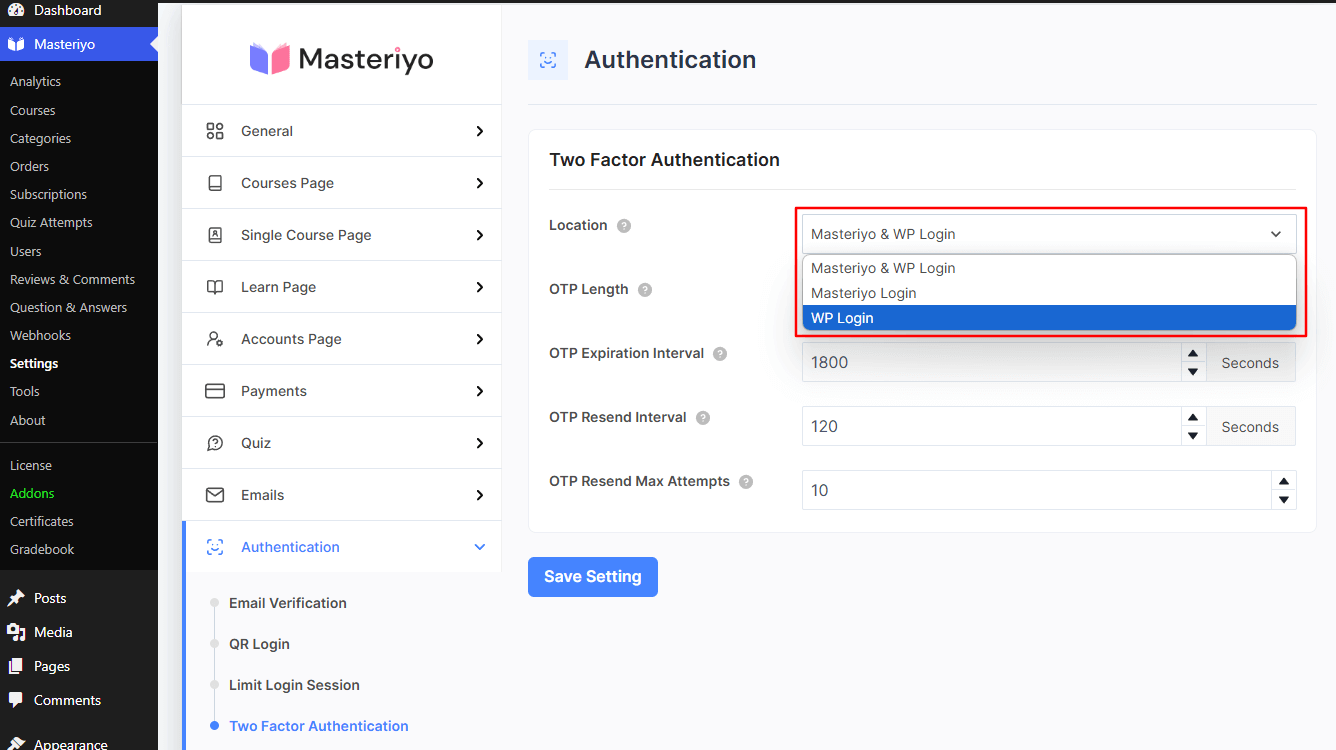 Dashboard
Masteriyo
Analytics
Courses
Categories
Orders
Subscriptions
Quiz Attempts
Users
Reviews & Comments
Question & Answers
Webhooks
Settings
Tools
About
License
Addons
Certificates
Gradebook
Posts
Media
Pages
Comments
Appearance
Masteriyo
General
Courses Page
Single Course Page
Learn Page
Accounts Page
Payments
Quiz
Emails
Authentication
Email Verification
QR Login
Limit Login Session
Two Factor Authentication
Authentication
Two Factor Authentication
Location ?
Masteriyo & WP Login
Masteriyo & WP Login
Masteriyo Login
WP Login
OTP Length ?
OTP Expiration Interval ?
1800 Seconds
OTP Resend Interval ?
120 Seconds
OTP Resend Max Attempts ?
10
Save Setting